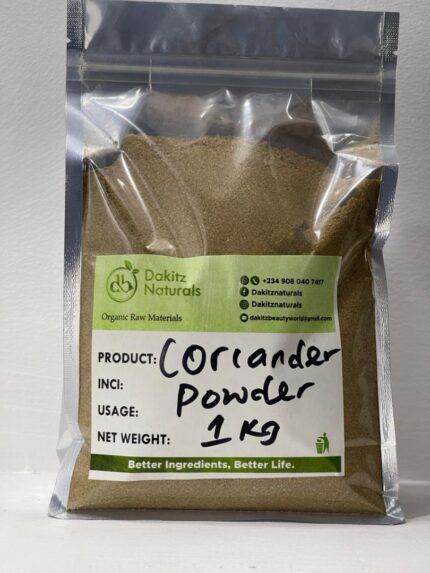 db
Dakitz
Naturals
Organic Raw Materials
+234 908 040 7417
Dakitznaturals
Dakitznaturals
dakitzbeautyworld@gmail.com
PRODUCT: Coriander
INCI: Powder
USAGE:
NET WEIGHT: 1 Kg
Better Ingredients, Better Life.